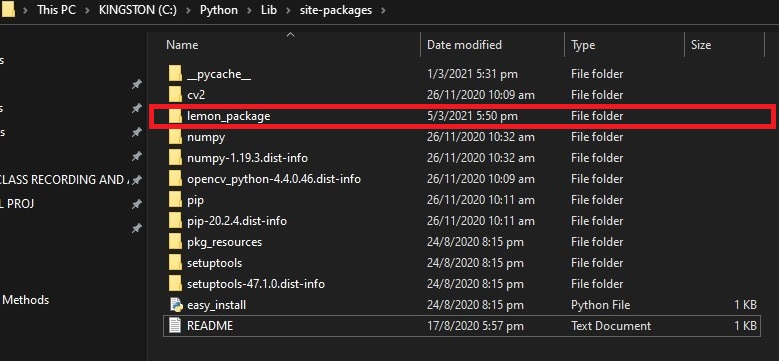 This PC > KINGSTON (C:) > Python > Lib > site-packages >
Name Date modified Type Size
__pycache__ 1/3/2021 5:31 pm File folder
cv2 26/11/2020 10:09 am File folder
lemon_package 5/3/2021 5:50 pm File folder
numpy 26/11/2020 10:32 am File folder
numpy-1.19.3.dist-info 26/11/2020 10:32 am File folder
opencv_python-4.4.0.46.dist-info 26/11/2020 10:09 am File folder
CLASS RECORDING AND
pip 26/11/2020 10:11 am File folder
PROJ
pip-20.2.4.dist-info 26/11/2020 10:11 am File folder
pkg_resources 24/8/2020 8:15 pm File folder
setuptools 24/8/2020 8:15 pm File folder
setuptools-47.1.0.dist-info 24/8/2020 8:15 pm File folder
Methods
easy_install 24/8/2020 8:15 pm Python File 1 KB
README 17/8/2020 5:57 pm Text Document 1 KB